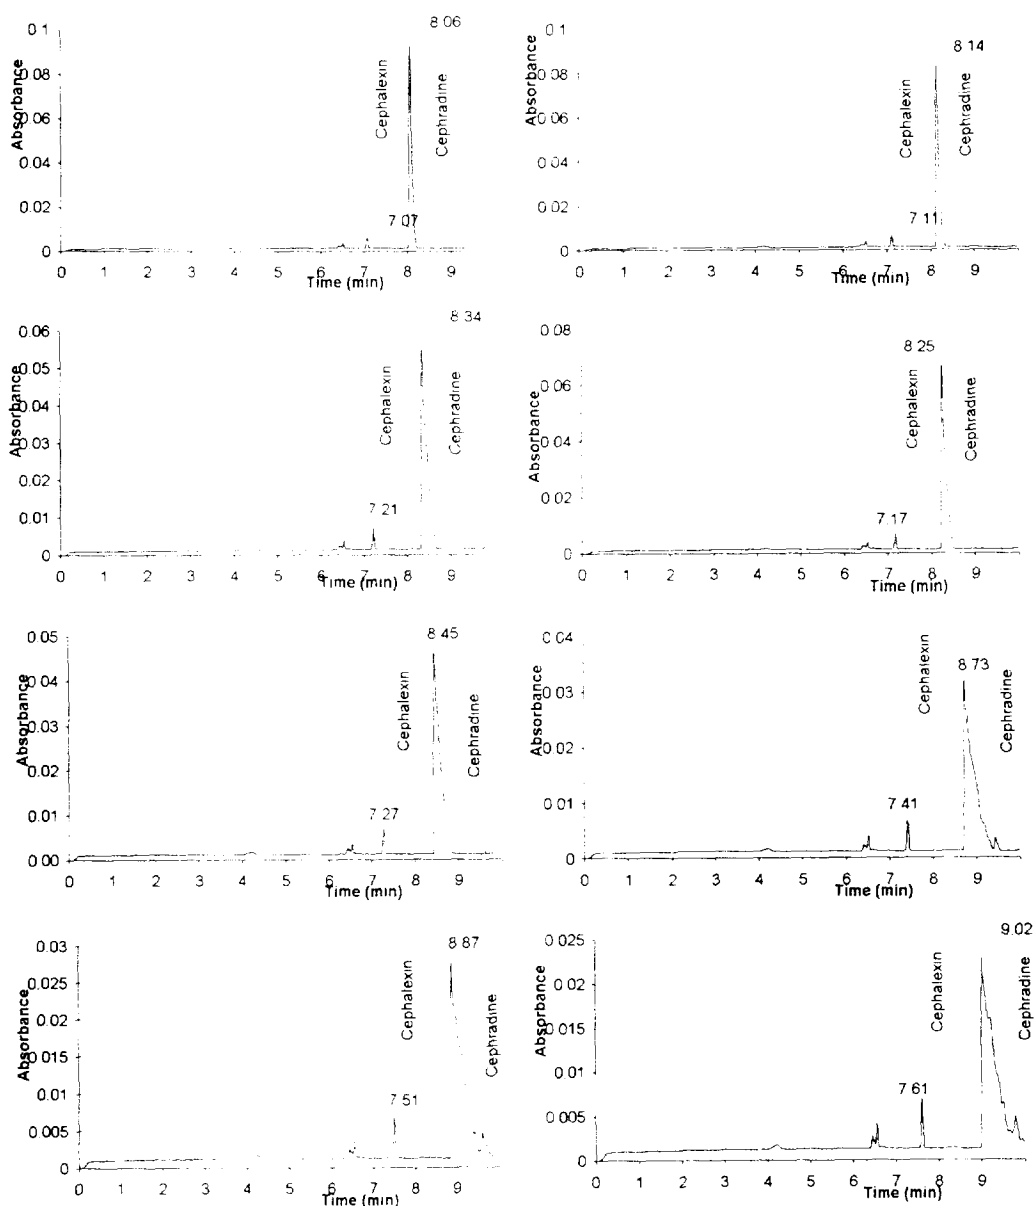 8 06
0.1
0.08
0.06
0.04
0.02
0
Absorbance
Cephalexin
Cephradine
7 07
0 1 2 3 4 5 6 7 8 9
Time (min)
8 14
0 1
0.08
0.06
0 04
0 02
0
Absorbance
Cephalexin
Cephradine
7 11
0 1 2 3 4 5 6 7 8 9
Time (min)
8 34
0.06
0.05
0.04
0.03
0.02
0.01
0
Absorbance
Cephalexin
Cephradine
7 21
0 1 2 3 4 5 6 7 8 9
Time (min)
8 25
0 08
0.06
0.04
0 02
0
Absorbance
Cephalexin
Cephradine
7.17
0 1 2 3 4 5 6 7 8 9
Time (min)
8 45
0.05
0.04
0.03
0.02
0.01
0.00
Absorbance
Cephalexin
Cephradine
7 27
0 1 2 3 4 5 6 7 8 9
Time (min)
8 73
0 04
0 03
0.02
0.01
0
Absorbance
Cephalexin
Cephradine
7 41
0 1 2 3 4 5 6 7 8 9
Time (min)
8 87
0.03
0.025
0.02
0.015
0.01
0.005
0
Absorbance
Cephalexin
Cephradine
7 51
0 1 2 3 4 5 6 7 8 9
Time (min)
9.02
0.025
0.02
0.015
0 01
0 005
0
Absorbance
Cephalexin
Cephradine
7 61
0 1 2 3 4 5 6 7 8 9
Time (min)